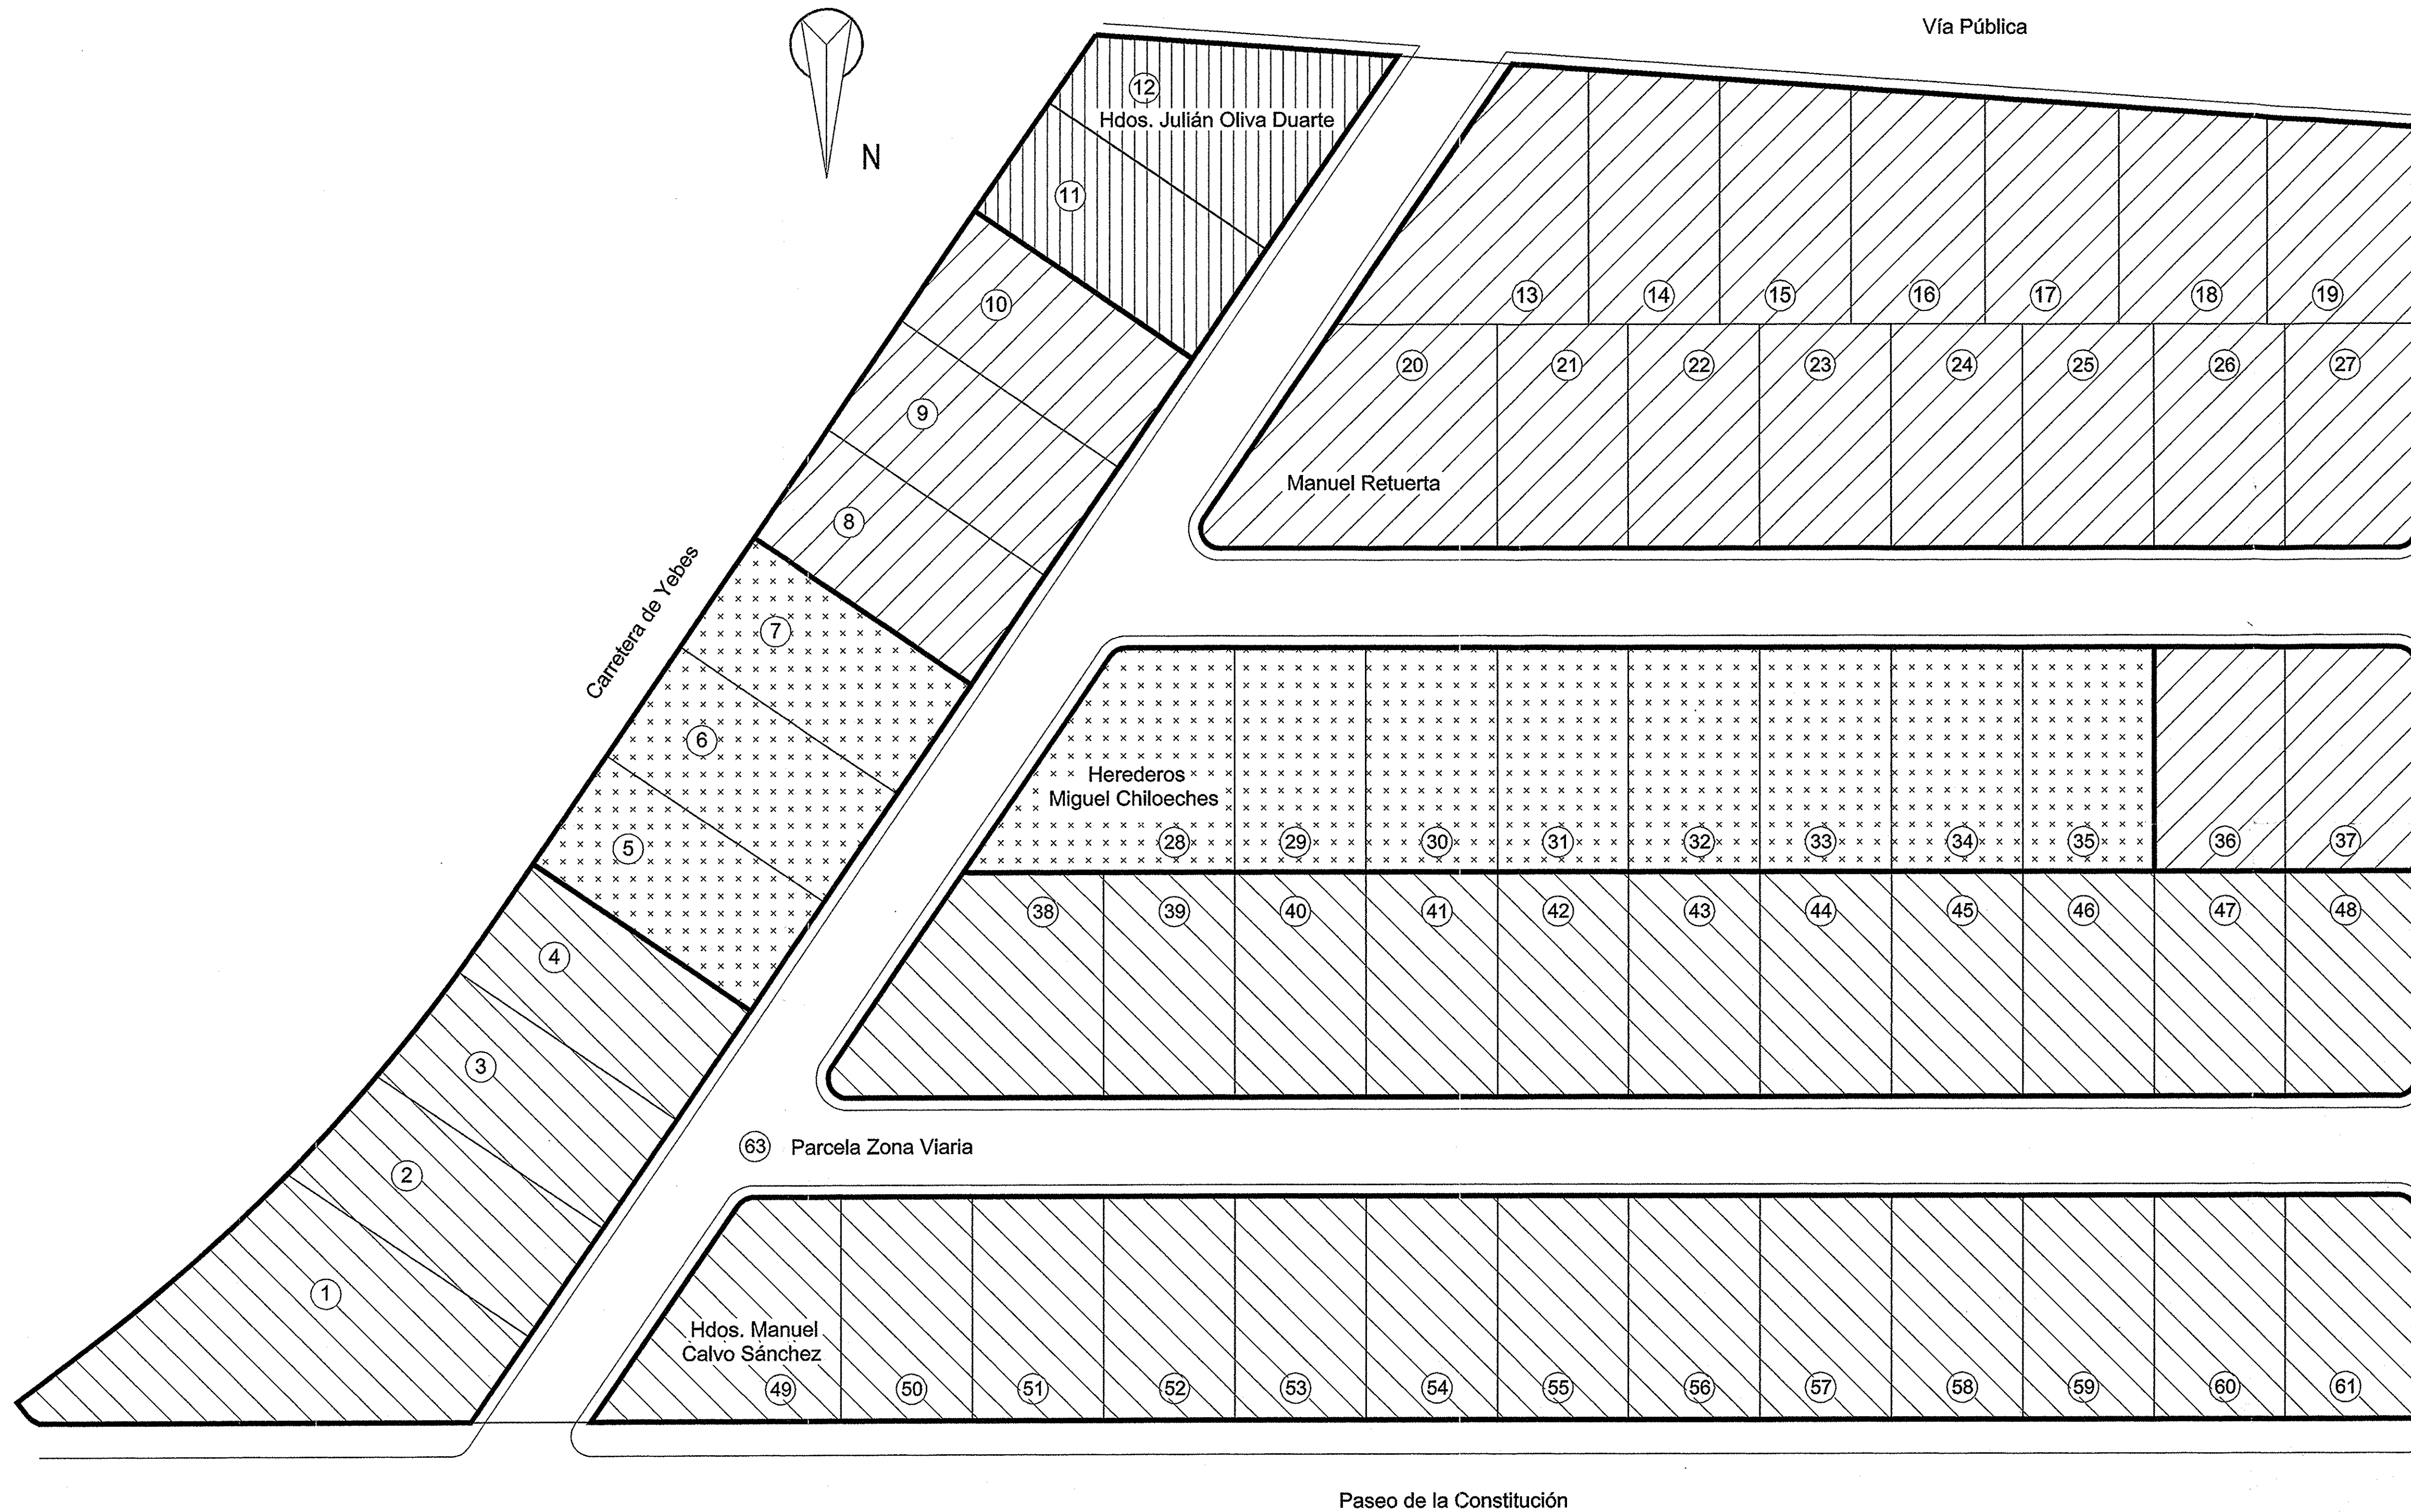 Vía Pública
12
Hdos. Julián Oliva Duarte
N
11
10
13 14 15 16 17 18 19
20 21 22 23 24 25 26 27
9
Manuel Retuerta
8
Carretera de Yebes
7
6
Herederos
Miguel Chiloeches
5
28 29 30 31 32 33 34 35 36 37
38 39 40 41 42 43 44 45 46 47 48
4
3
63 Parcela Zona Viaria
2
1
Hdos. Manuel
Calvo Sánchez
49 50 51 52 53 54 55 56 57 58 59 60 61
Paseo de la Constitución